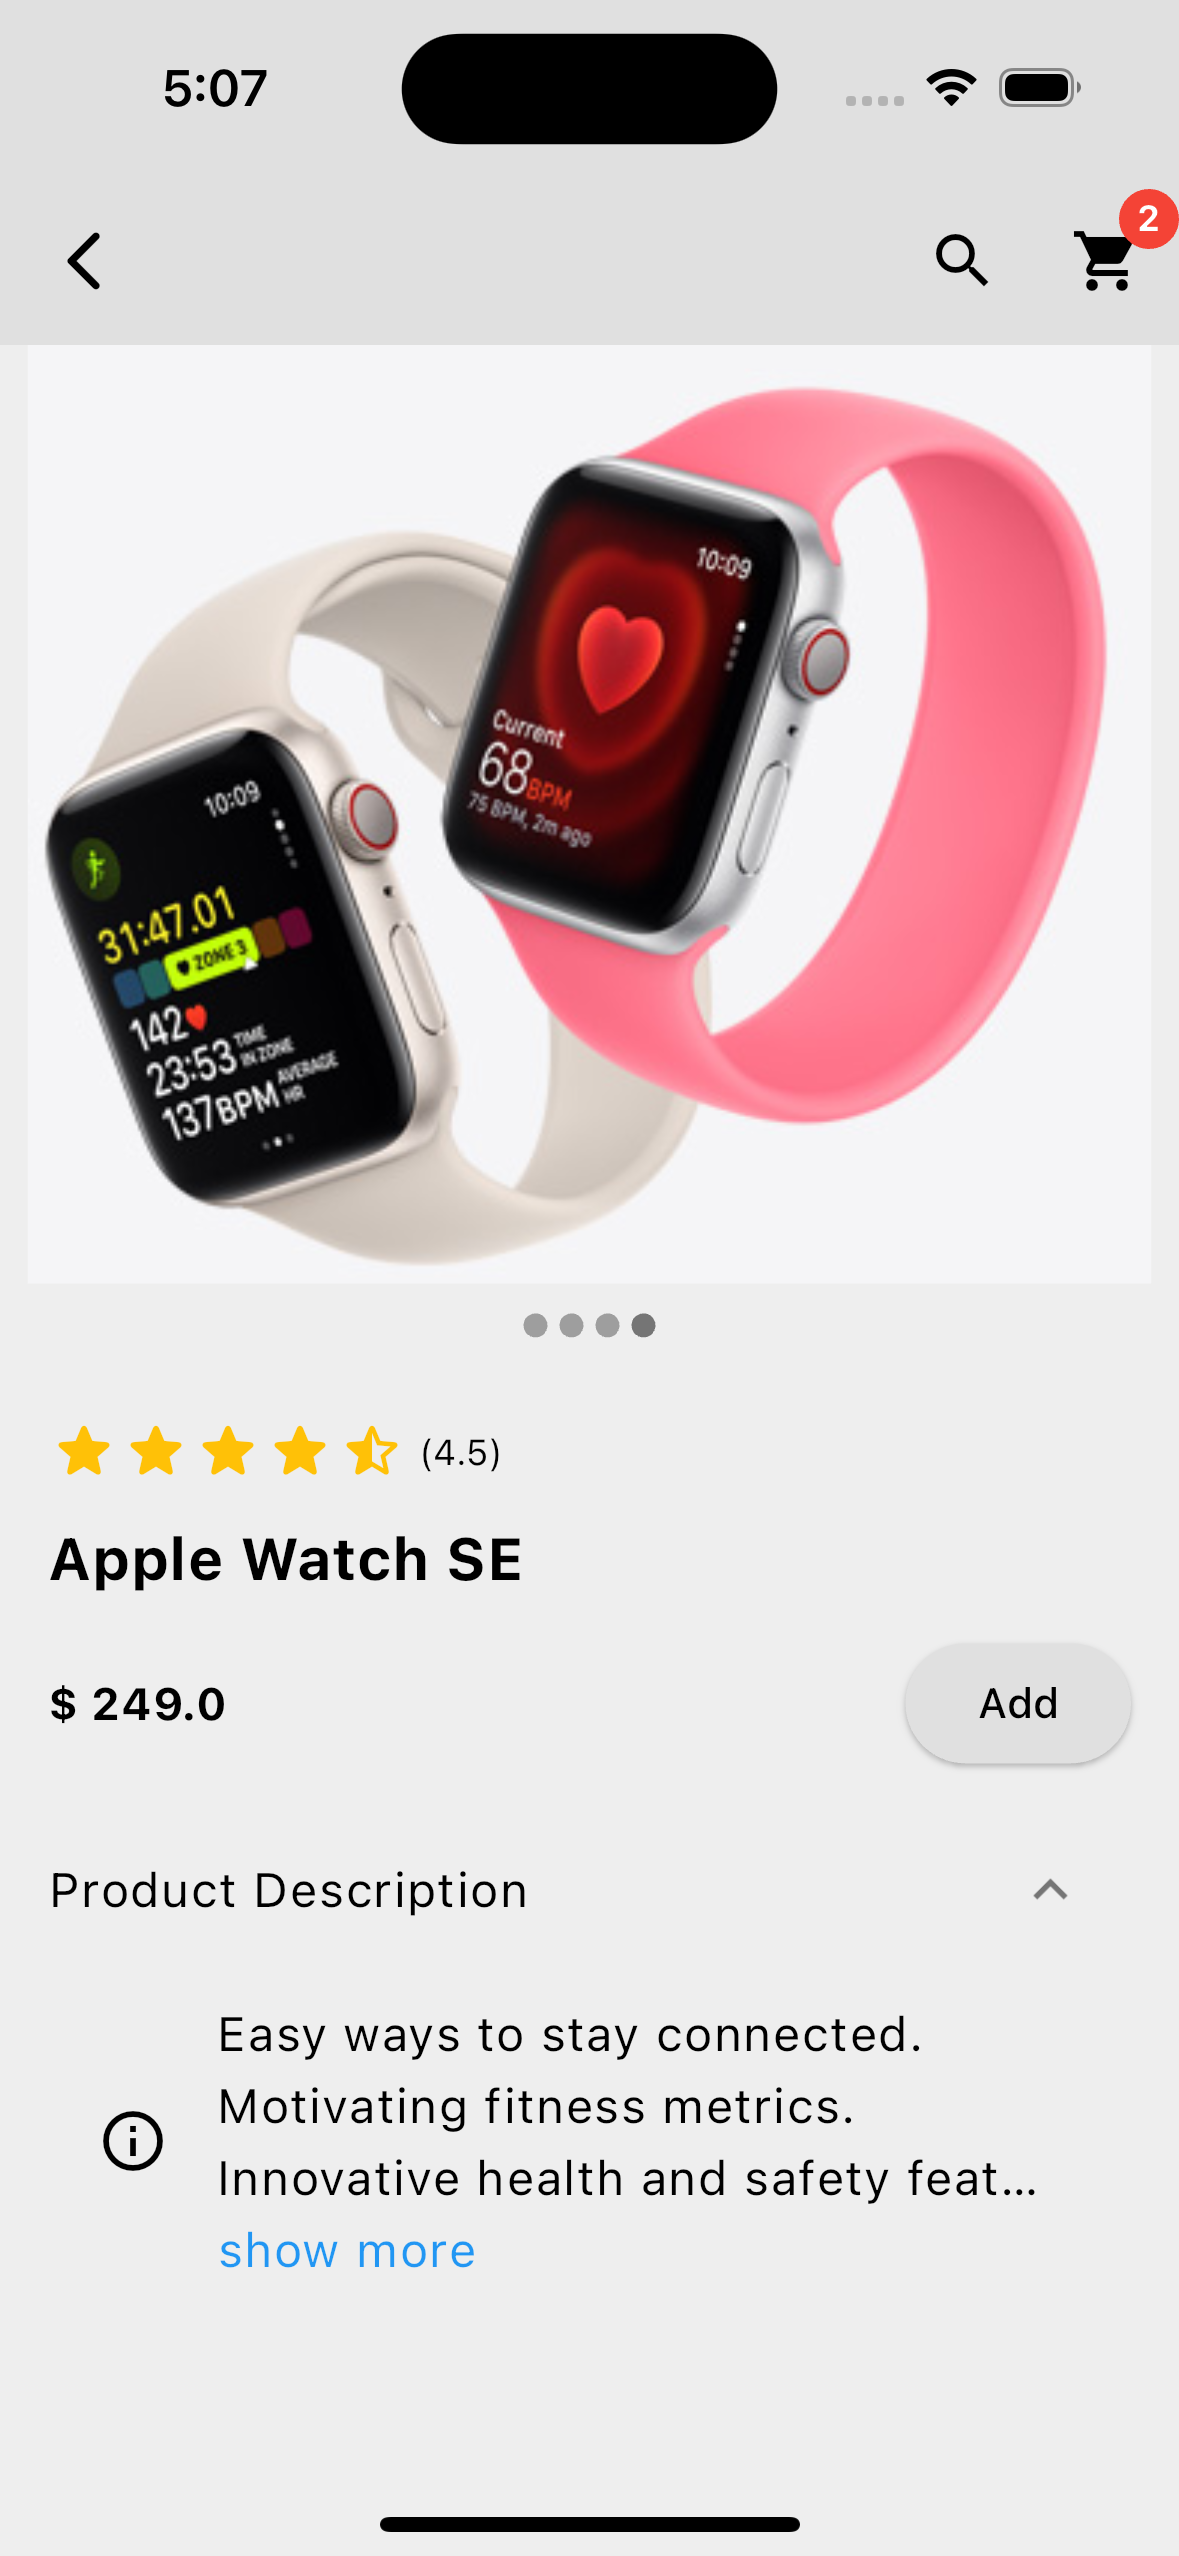 5:07
2
10:09
Current
68BPM
75 BPM, 2m ago
10:09
31:47.01
ZONE 3
142
23:53 TIME IN ZONE
137BPM AVERAGE HR
(4.5)
Apple Watch SE
$ 249.0
Add
Product Description
Easy ways to stay connected.
Motivating fitness metrics.
Innovative health and safety feat...
show more